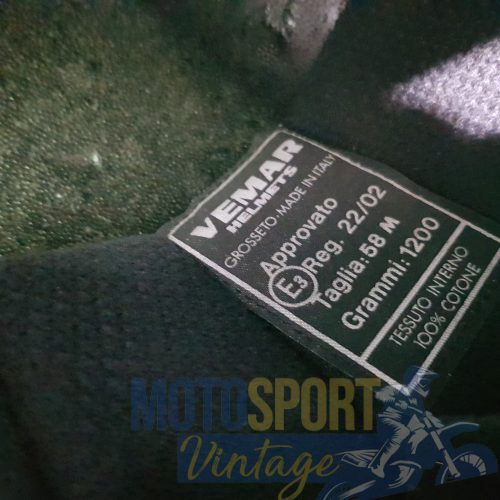 VEMAR
HELMETS
GROSSETO-MADE IN ITALY
Approvato
E3 Reg. 22/02
Taglia: 58 M
Grammi: 1200
TESSUTO INTERNO
100% COTONE
MOTOSPORT
Vintage